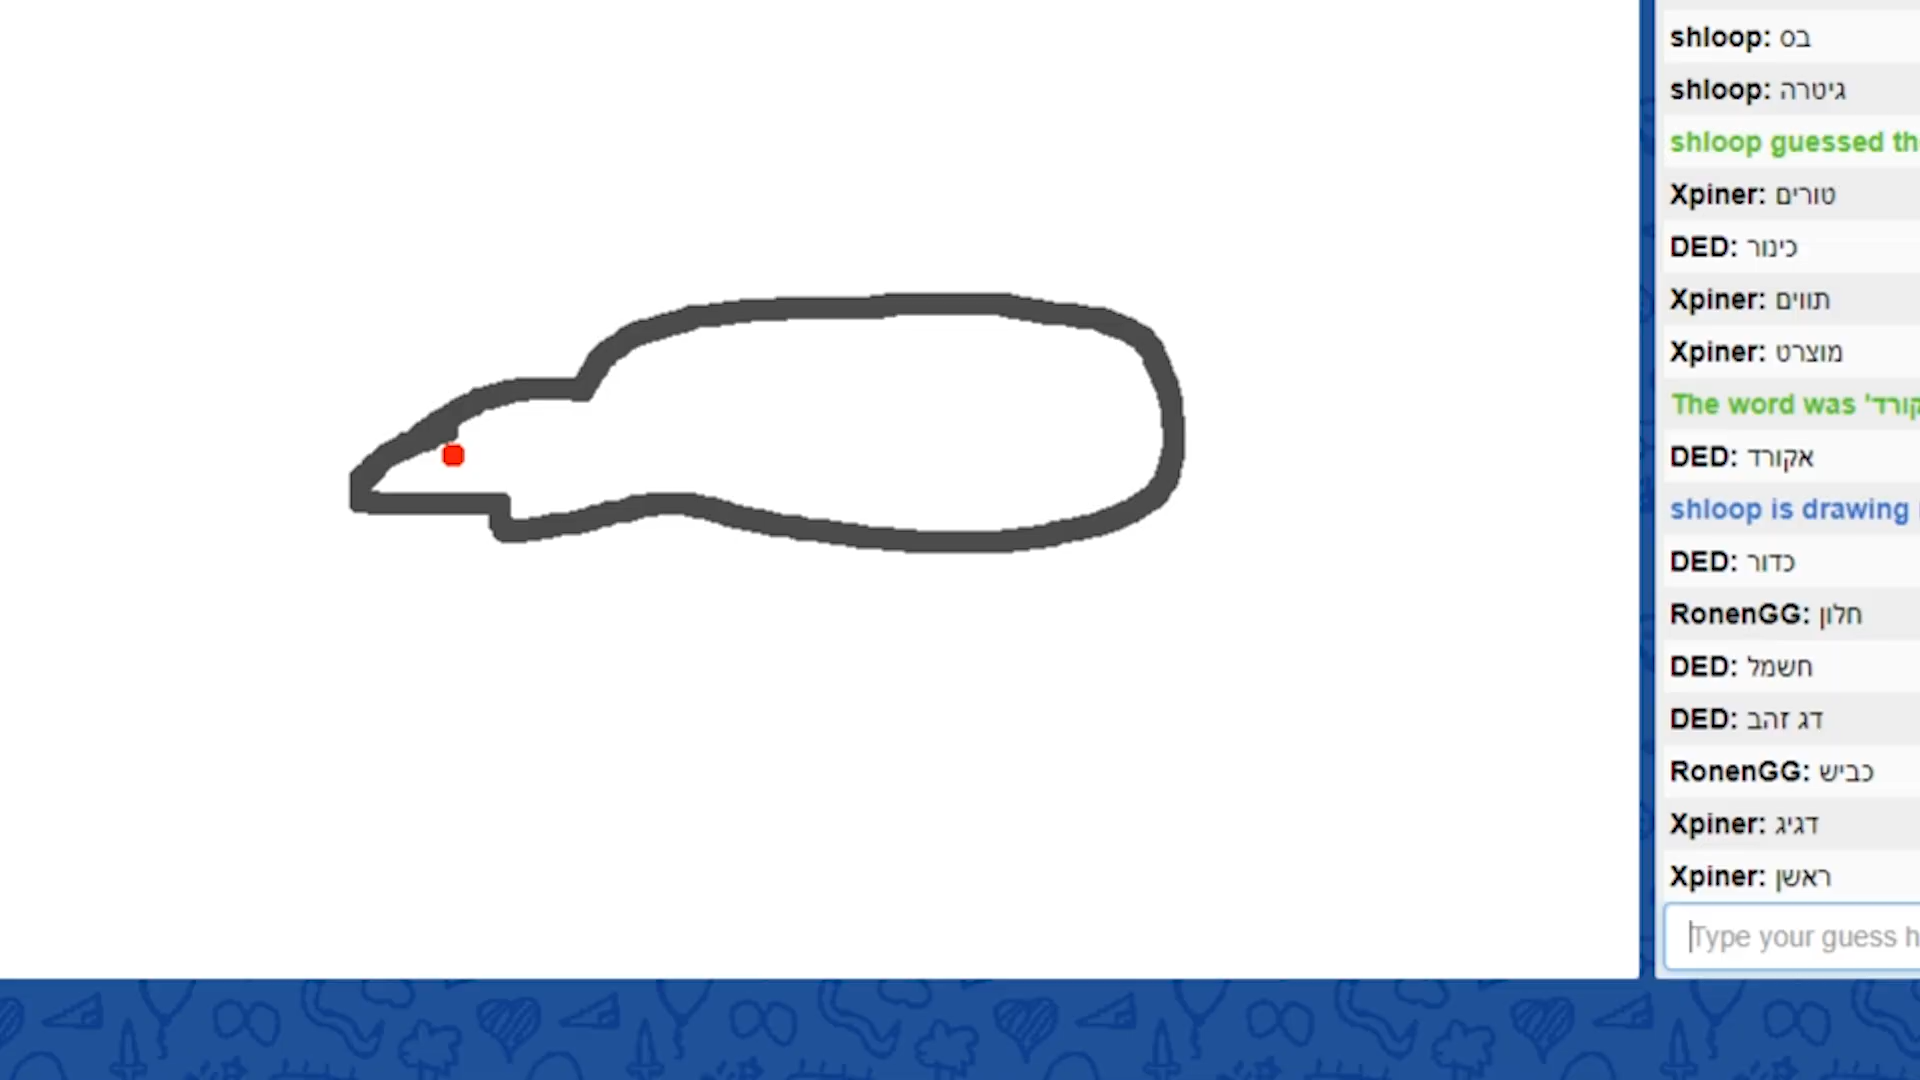 shloop: בס
shloop: גיטרה
shloop guessed th
Xpiner: טורים
DED: כינור
Xpiner: תווים
Xpiner: מוצרט
The word was 'קורד
DED: אקורד
shloop is drawing
DED: כדור
RonenGG: חלון
DED: חשמל
DED: דג זהב
RonenGG: כביש
Xpiner: דגיג
Xpiner: ראשן
Type your guess h